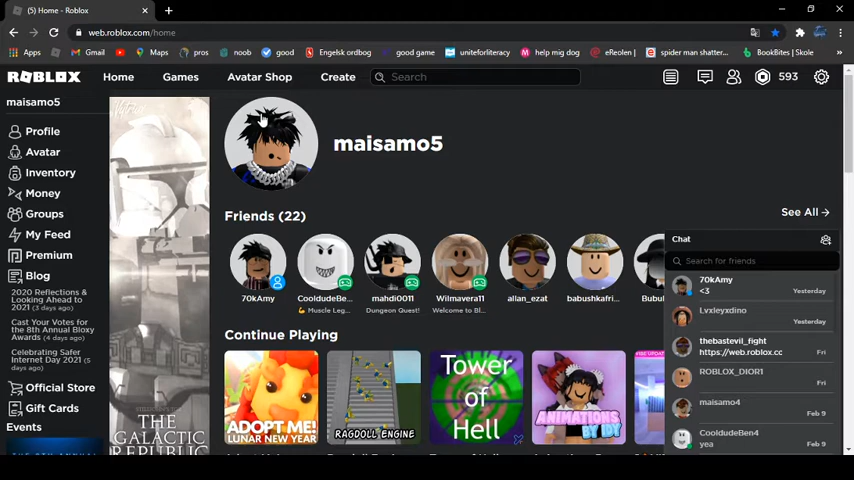 (5) Home - Roblox
web.roblox.com/home
Apps
Gmail
Maps
pros
noob
good
Engelsk ordbog
good game
uniteforliteracy
help mig dog
eReolen |
spider man shatter...
BookBites | Skole
ROBLOX
Home
Games
Avatar Shop
Create
Search
593
maisamo5
Profile
Avatar
Inventory
Money
Groups
My Feed
Premium
Blog
2020 Reflections &
Looking Ahead to
2021 (3 days ago)
Cast Your Votes for
the 8th Annual Bloxy
Awards (4 days ago)
Celebrating Safer
Internet Day 2021 (5
days ago)
Official Store
Gift Cards
Events
THE
GALACTIC
REPUBLIC
maisamo5
Friends (22)
See All
70kAmy
CooldudeBe...
Muscle Leg...
mahdi0011
Dungeon Quest!
Wilmavera11
Welcome to Bl...
allan_ezat
babushkafri...
Bubul
Continue Playing
ADOPT ME!
LUNAR NEW YEAR
RAGDOLL ENGINE
Tower
of
Hell
ANIMATIONS
BY IDY
FREE UPDATE
Chat
Search for friends
70kAmy
<3
Yesterday
Lvxleyxdino
Yesterday
thebastevil_fight
https://web.roblox.cc
Fri
ROBLOX_DIOR1
Fri
maisamo4
Feb 9
CooldudeBen4
yea
Feb 9